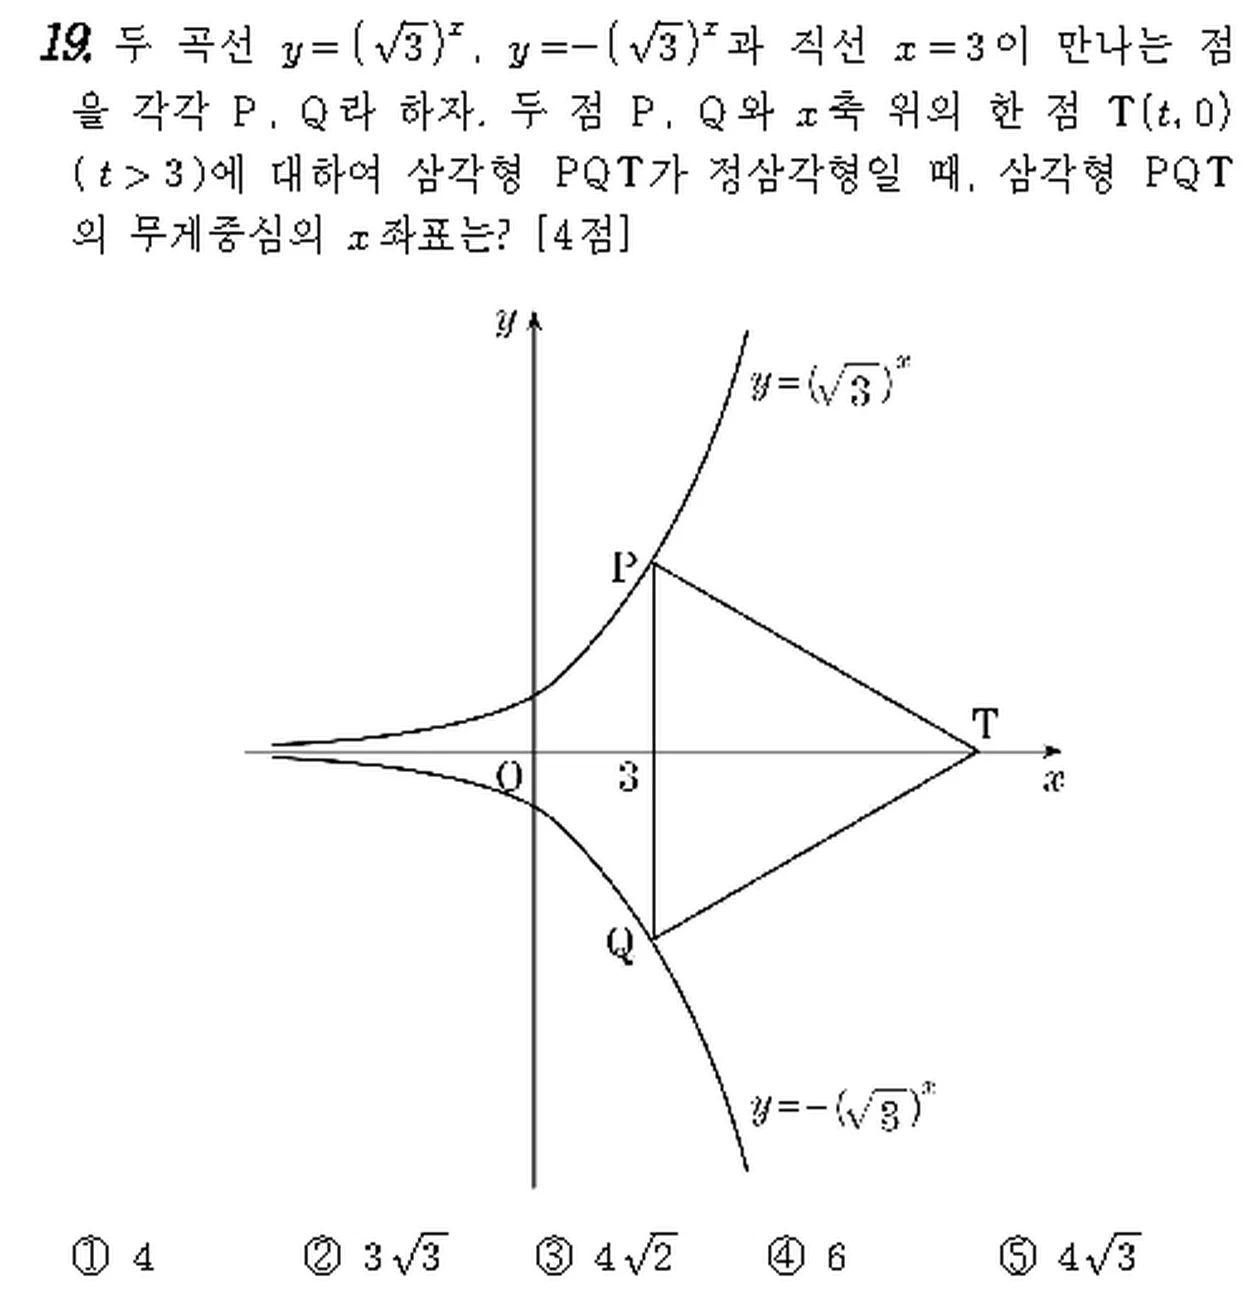 19. 두 곡선 y=(√3)^x, y=-(√3)^x과 직선 x=3이 만나는 점
을 각각 P, Q라 하자. 두 점 P, Q와 x축 위의 한 점 T(t, 0)
(t>3)에 대하여 삼각형 PQT가 정삼각형일 때, 삼각형 PQT
의 무게중심의 x좌표는? [4점]
y
y=(√3)^x
P
T
O 3 x
Q
y=-(√3)^x
① 4 ② 3√3 ③ 4√2 ④ 6 ⑤ 4√3